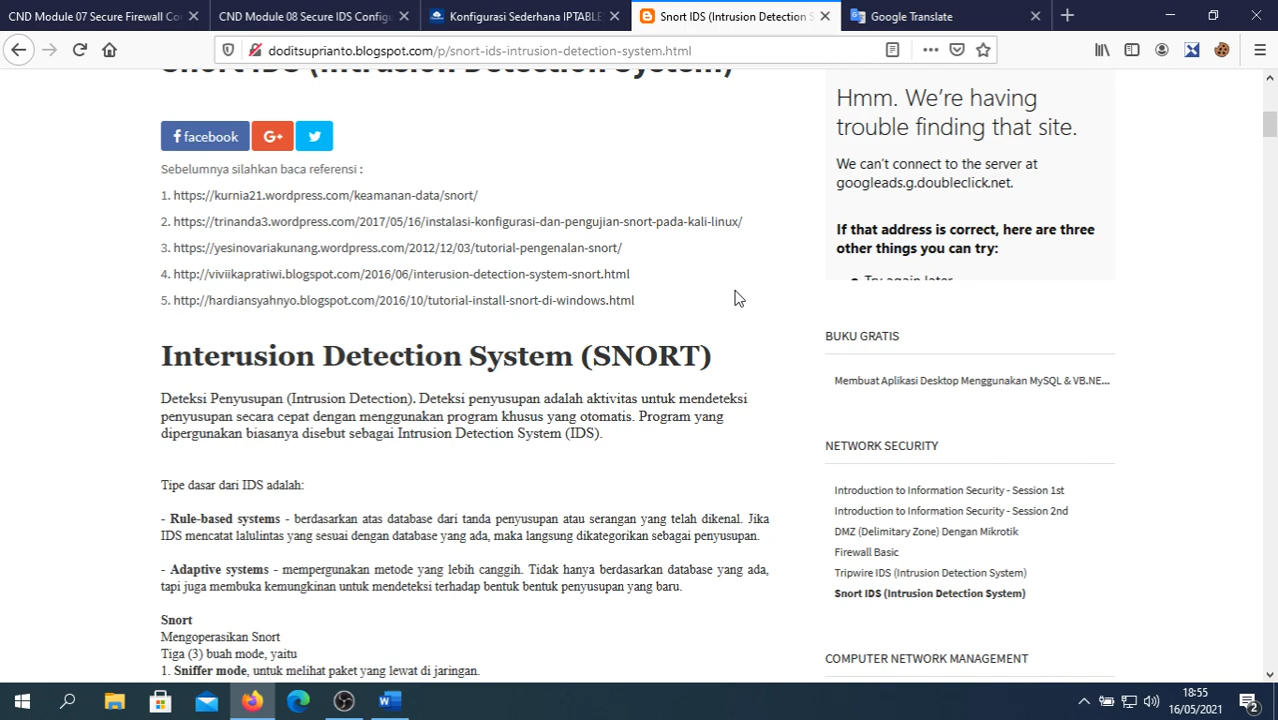 CND Module 07 Secure Firewall Co
CND Module 08 Secure IDS Configu
Konfigurasi Sederhana IPTABLE
Snort IDS (Intrusion Detection S
Google Translate
doditsuprianto.blogspot.com/p/snort-ids-intrusion-detection-system.html
Snort IDS (Intrusion Detection System)
facebook
G+
Sebelumnya silahkan baca referensi :
1. https://kurnia21.wordpress.com/keamanan-data/snort/
2. https://trinanda3.wordpress.com/2017/05/16/instalasi-konfigurasi-dan-pengujian-snort-pada-kali-linux/
3. https://yesinovariakunang.wordpress.com/2012/12/03/tutorial-pengenalan-snort/
4. http://viviikapratiwi.blogspot.com/2016/06/interusion-detection-system-snort.html
5. http://hardiansyahnyo.blogspot.com/2016/10/tutorial-install-snort-di-windows.html
Interusion Detection System (SNORT)
Deteksi Penyusupan (Intrusion Detection). Deteksi penyusupan adalah aktivitas untuk mendeteksi
penyusupan secara cepat dengan menggunakan program khusus yang otomatis. Program yang
dipergunakan biasanya disebut sebagai Intrusion Detection System (IDS).
Tipe dasar dari IDS adalah:
- Rule-based systems - berdasarkan atas database dari tanda penyusupan atau serangan yang telah dikenal. Jika
IDS mencatat lalulintas yang sesuai dengan database yang ada, maka langsung dikategorikan sebagai penyusupan.
- Adaptive systems - mempergunakan metode yang lebih canggih. Tidak hanya berdasarkan database yang ada,
tapi juga membuka kemungkinan untuk mendeteksi terhadap bentuk bentuk penyusupan yang baru.
Snort
Mengoperasikan Snort
Tiga (3) buah mode, yaitu
1. Sniffer mode, untuk melihat paket yang lewat di jaringan.
Hmm. We're having
trouble finding that site.
We can't connect to the server at
googleads.g.doubleclick.net.
If that address is correct, here are three
other things you can try:
Try again later
BUKU GRATIS
Membuat Aplikasi Desktop Menggunakan MySQL & VB.NE...
NETWORK SECURITY
Introduction to Information Security - Session 1st
Introduction to Information Security - Session 2nd
DMZ (Delimitary Zone) Dengan Mikrotik
Firewall Basic
Tripwire IDS (Intrusion Detection System)
Snort IDS (Intrusion Detection System)
COMPUTER NETWORK MANAGEMENT
18:55
16/05/2021
2